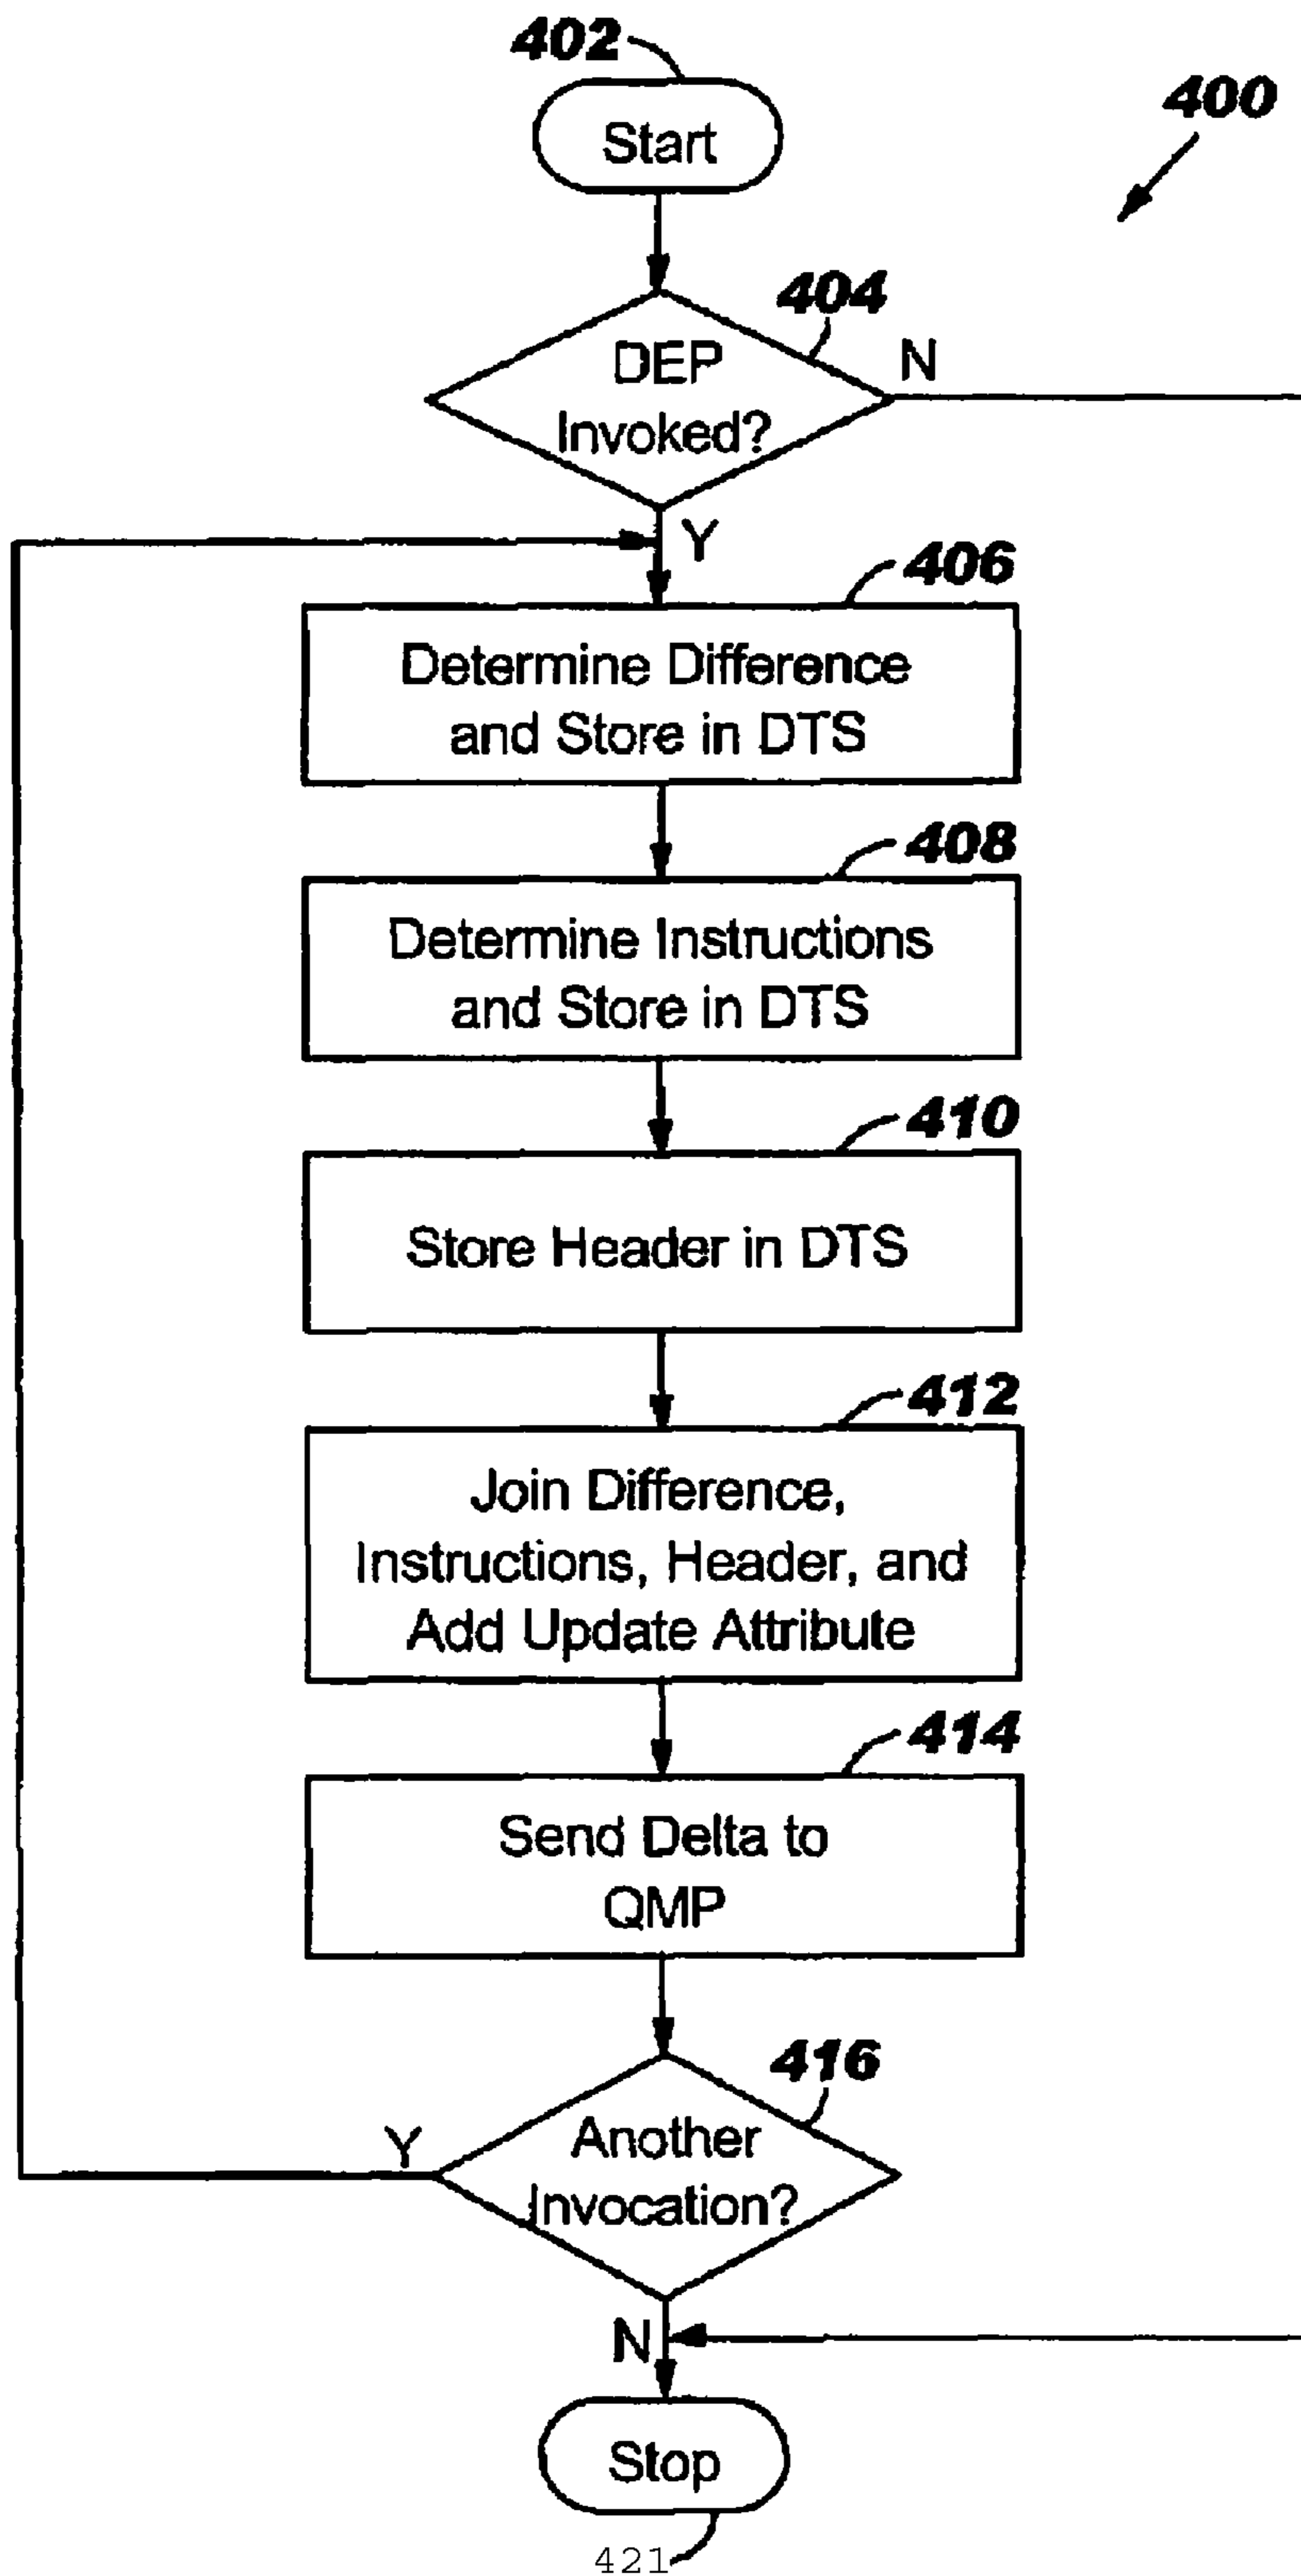 402
Start
400
404
DEP
Invoked?
N
Y
406
Determine Difference
and Store in DTS
408
Determine Instructions
and Store in DTS
410
Store Header in DTS
412
Join Difference,
Instructions, Header, and
Add Update Attribute
414
Send Delta to
QMP
416
Another
Invocation?
Y
N
Stop
421